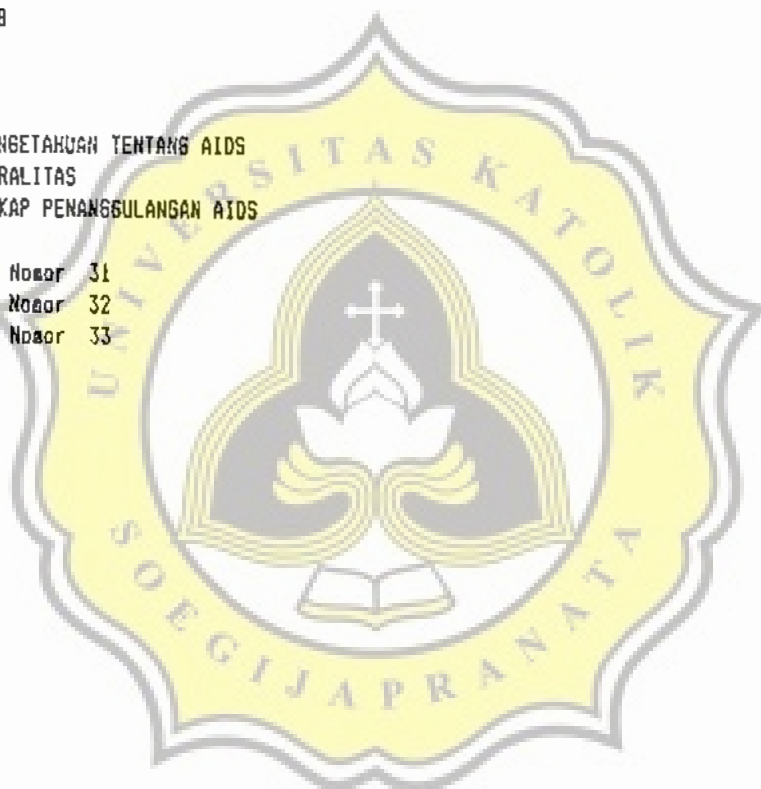 NGETAHUAN TENTANG AIDS
RALITAS
KAP PENANGGULANGAN AIDS
Nomor 31
Nomor 32
Nomor 33
UNIVERSITAS KATOLIK
SOEGIJAPRANATA